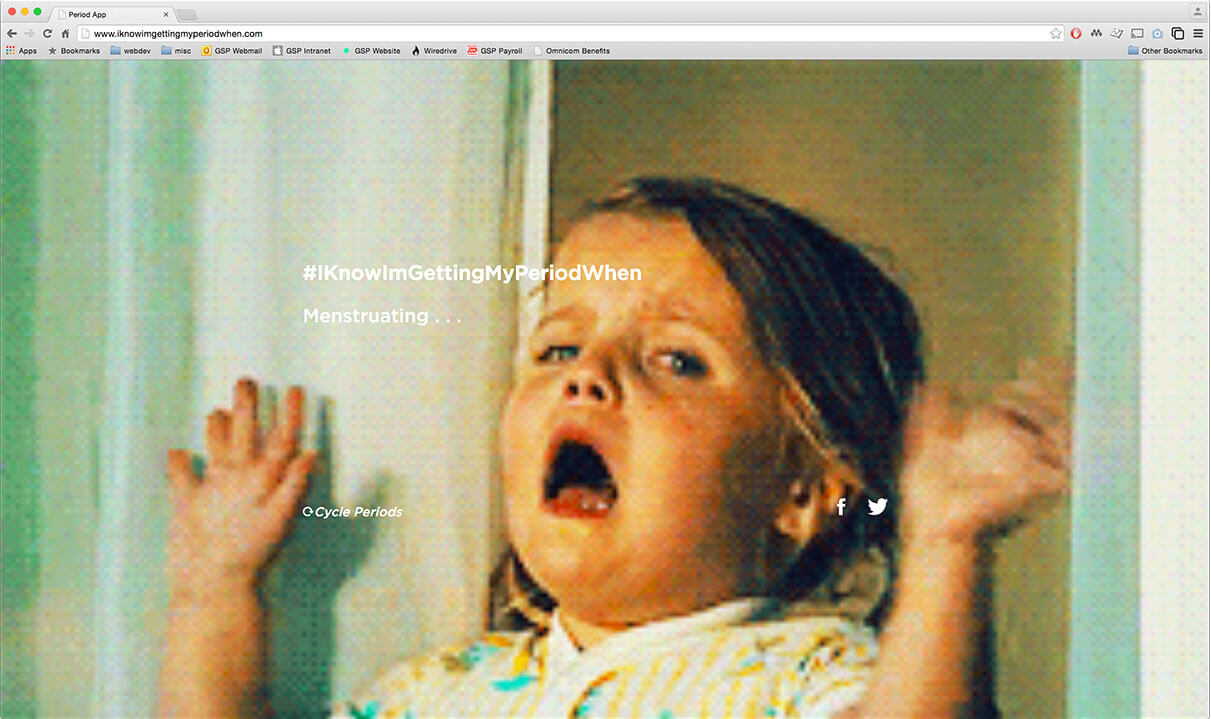 Period App
www.iknowimgettingmyperiodwhen.com
Apps Bookmarks webdev misc GSP Webmail GSP Intranet GSP Website Wiredrive GSP Payroll Omnicom Benefits Other Bookmarks
#IKnowImGettingMyPeriodWhen
Menstruating . . .
Cycle Periods